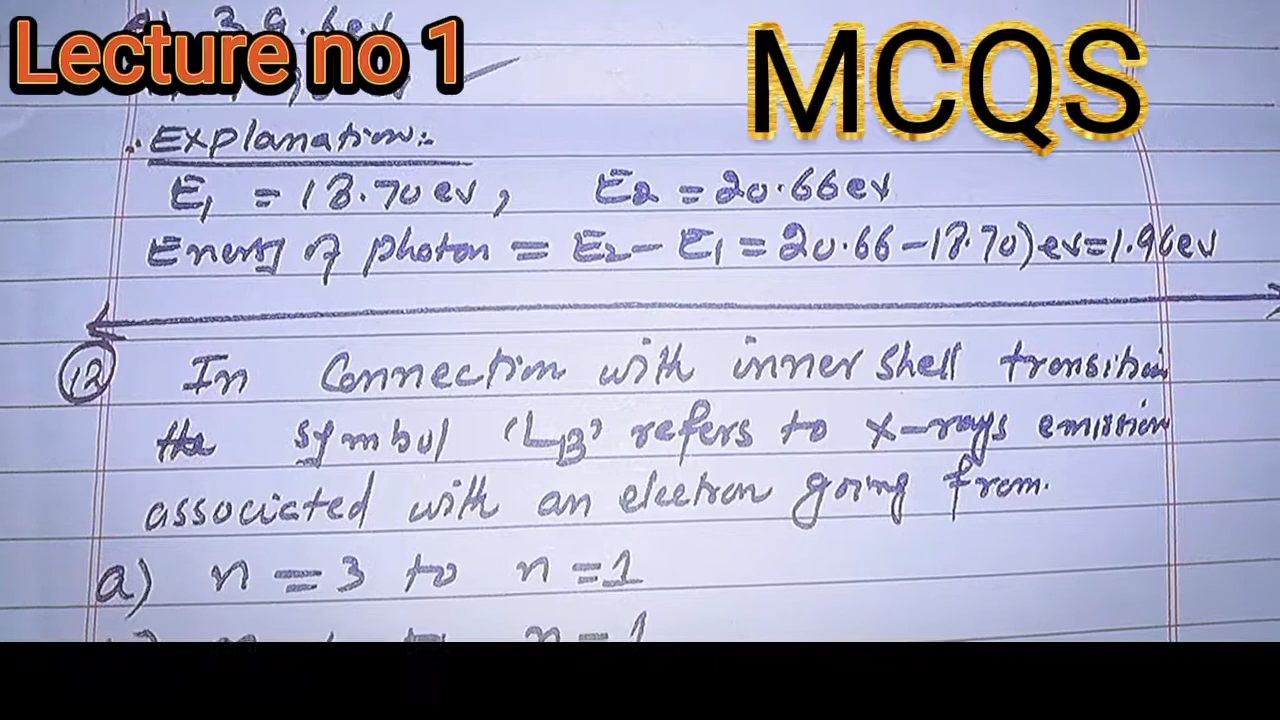 Lecture no 1
MCQS
Explanation:-
E₁ = 18.70 ev, E₂ = 20.66 ev
Energy of photon = E₂ - E₁ = 20.66 - 18.70) ev = 1.96 ev
(12) In Connection with inner shell transition
the symbol 'Lβ' refers to x-rays emission
associated with an electron going from.
a) n = 3 to n = 1
n = 1